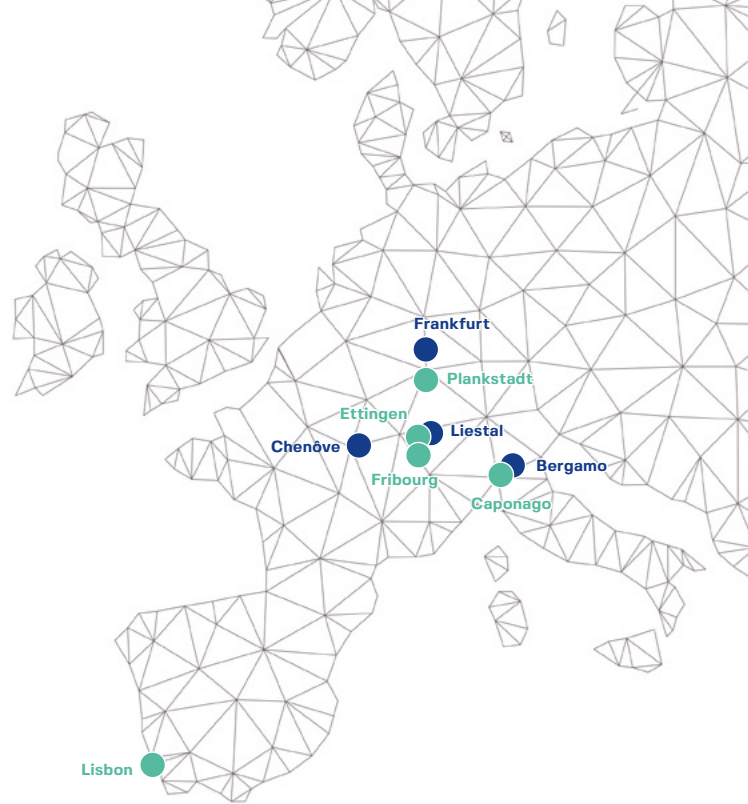 Frankfurt
Plankstadt
Ettingen
Liestal
Chenôve
Bergamo
Fribourg
Caponago
Lisbon